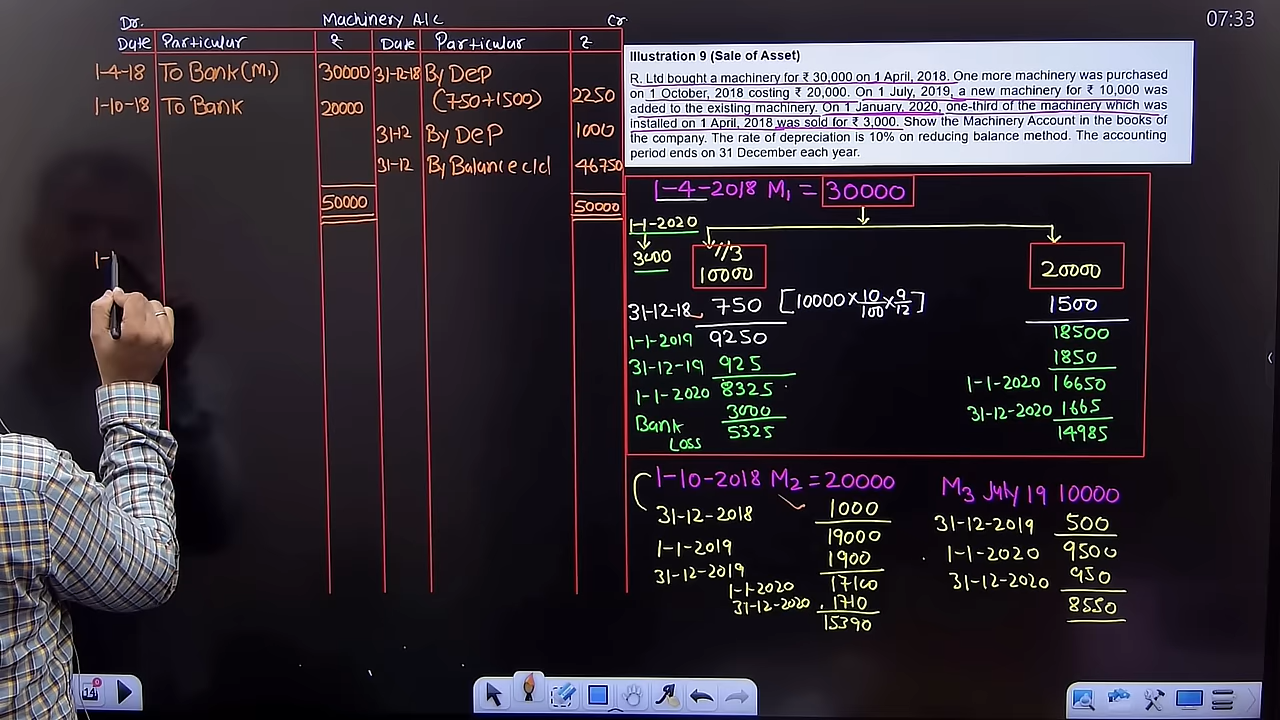 07:33
Dr. Machinery A/c Cr.
Date Particular ₹ Date Particular ₹
1-4-18 To Bank (M₁) 30000 31-12-18 By Dep
1-10-18 To Bank 20000 (750+1500) 2250
31-12 By Dep 1000
31-12 By Balance c/d 46750
50000 50000
1-
Illustration 9 (Sale of Asset)
R. Ltd bought a machinery for ₹ 30,000 on 1 April, 2018. One more machinery was purchased
on 1 October, 2018 costing ₹ 20,000. On 1 July, 2019, a new machinery for ₹ 10,000 was
added to the existing machinery. On 1 January, 2020, one-third of the machinery which was
installed on 1 April, 2018 was sold for ₹ 3,000. Show the Machinery Account in the books of
the company. The rate of depreciation is 10% on reducing balance method. The accounting
period ends on 31 December each year.
1-4-2018 M₁ = 30000
1-1-2020
3000 1/3
10000 20000
31-12-18 750 [10000×10/100×9/12] 1500
1-1-2019 9250 18500
31-12-19 925 1850
1-1-2020 8325 1-1-2020 16650
Bank 3000 31-12-2020 1665
Loss 5325 14985
1-10-2018 M₂ = 20000
31-12-2018 1000
1-1-2019 19000
31-12-2019 1900
1-1-2020 17100
31-12-2020 1710
15390
M₃ July 19 10000
31-12-2019 500
1-1-2020 9500
31-12-2020 950
8550
14